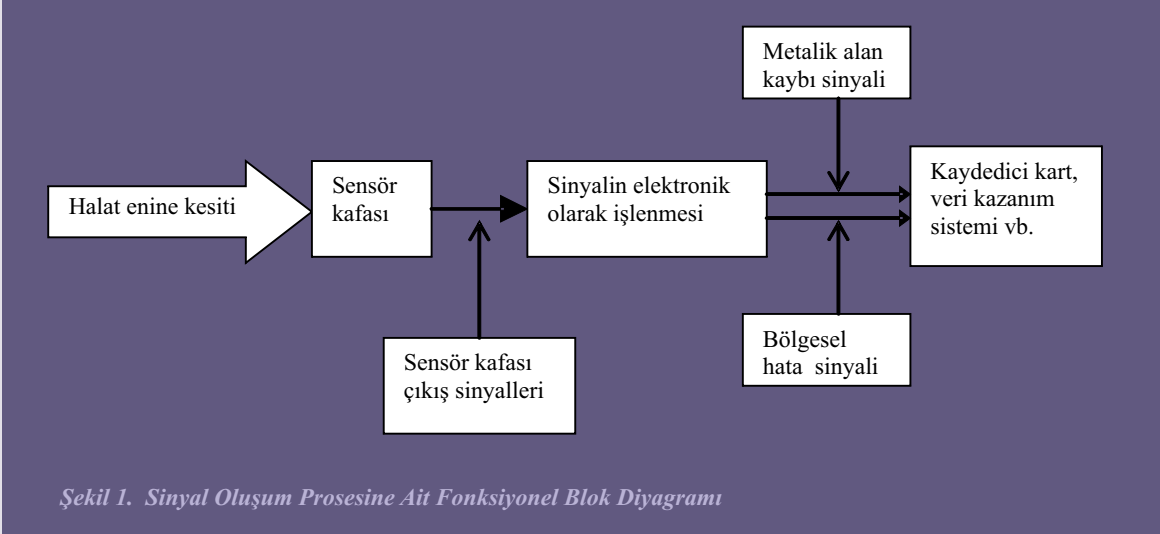 Metalik alan
kaybı sinyali
Halat enine kesiti
Sensör
kafası
Sinyalin elektronik
olarak işlenmesi
Kaydedici kart,
veri kazanım
sistemi vb.
Sensör kafası
çıkış sinyalleri
Bölgesel
hata sinyali
Şekil 1. Sinyal Oluşum Prosesine Ait Fonksiyonel Blok Diyagramı